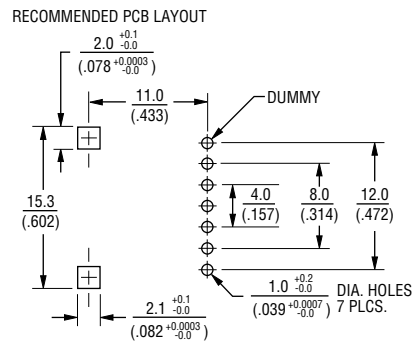 RECOMMENDED PCB LAYOUT
2.0 +0.1 -0.0
(.078 +0.0003 -0.0)
11.0
(.433)
DUMMY
15.3
(.602)
4.0
(.157)
8.0
(.314)
12.0
(.472)
2.1 +0.1 -0.0
(.082 +0.0003 -0.0)
1.0 +0.2 -0.0
(.039 +0.0007 -0.0)
DIA. HOLES
7 PLCS.